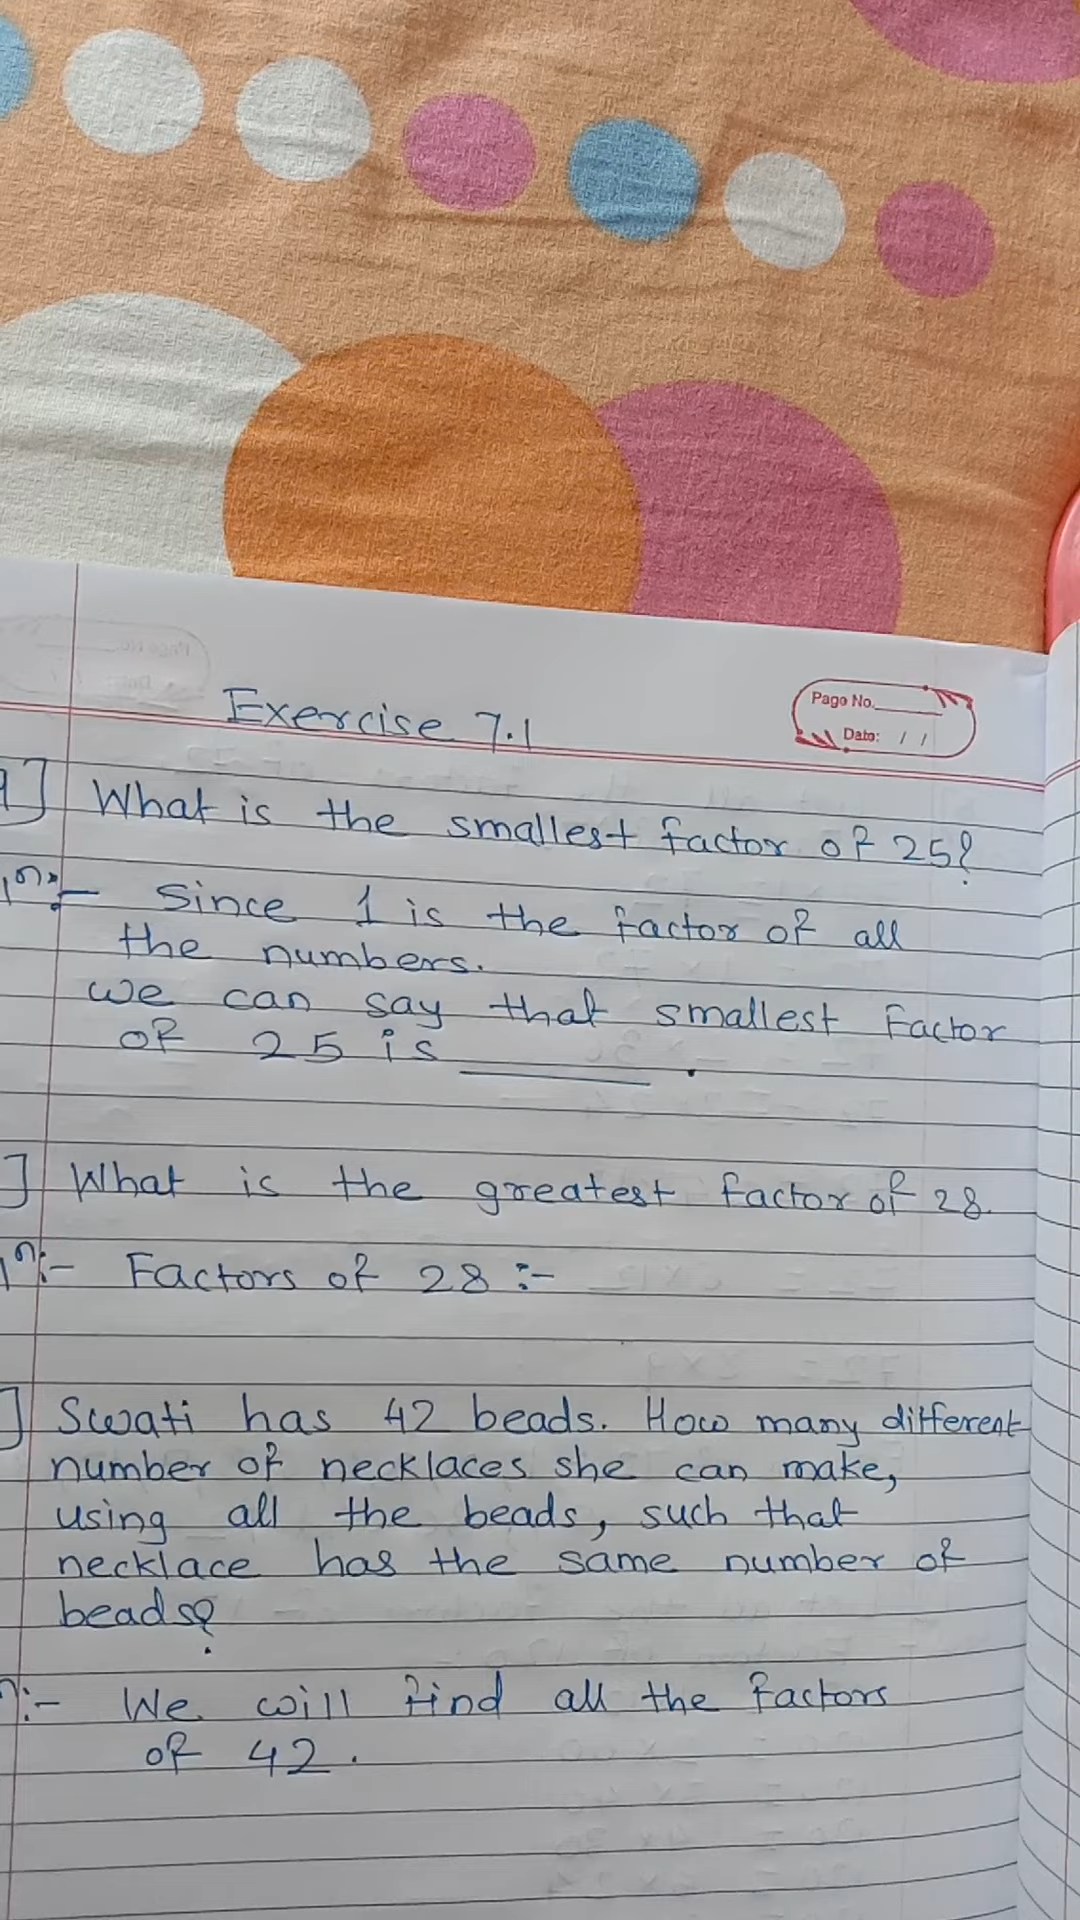 Exercise 7.1
Page No.
Date: / /
] What is the smallest factor of 25?
n:- Since 1 is the factor of all
the numbers.
we can say that smallest Factor
of 25 is ______ .
] What is the greatest factor of 28.
n:- Factors of 28 :-
] Swati has 42 beads. How many different
number of necklaces she can make,
using all the beads, such that
necklace has the same number of
beads?
n:- We will find all the factors
of 42.